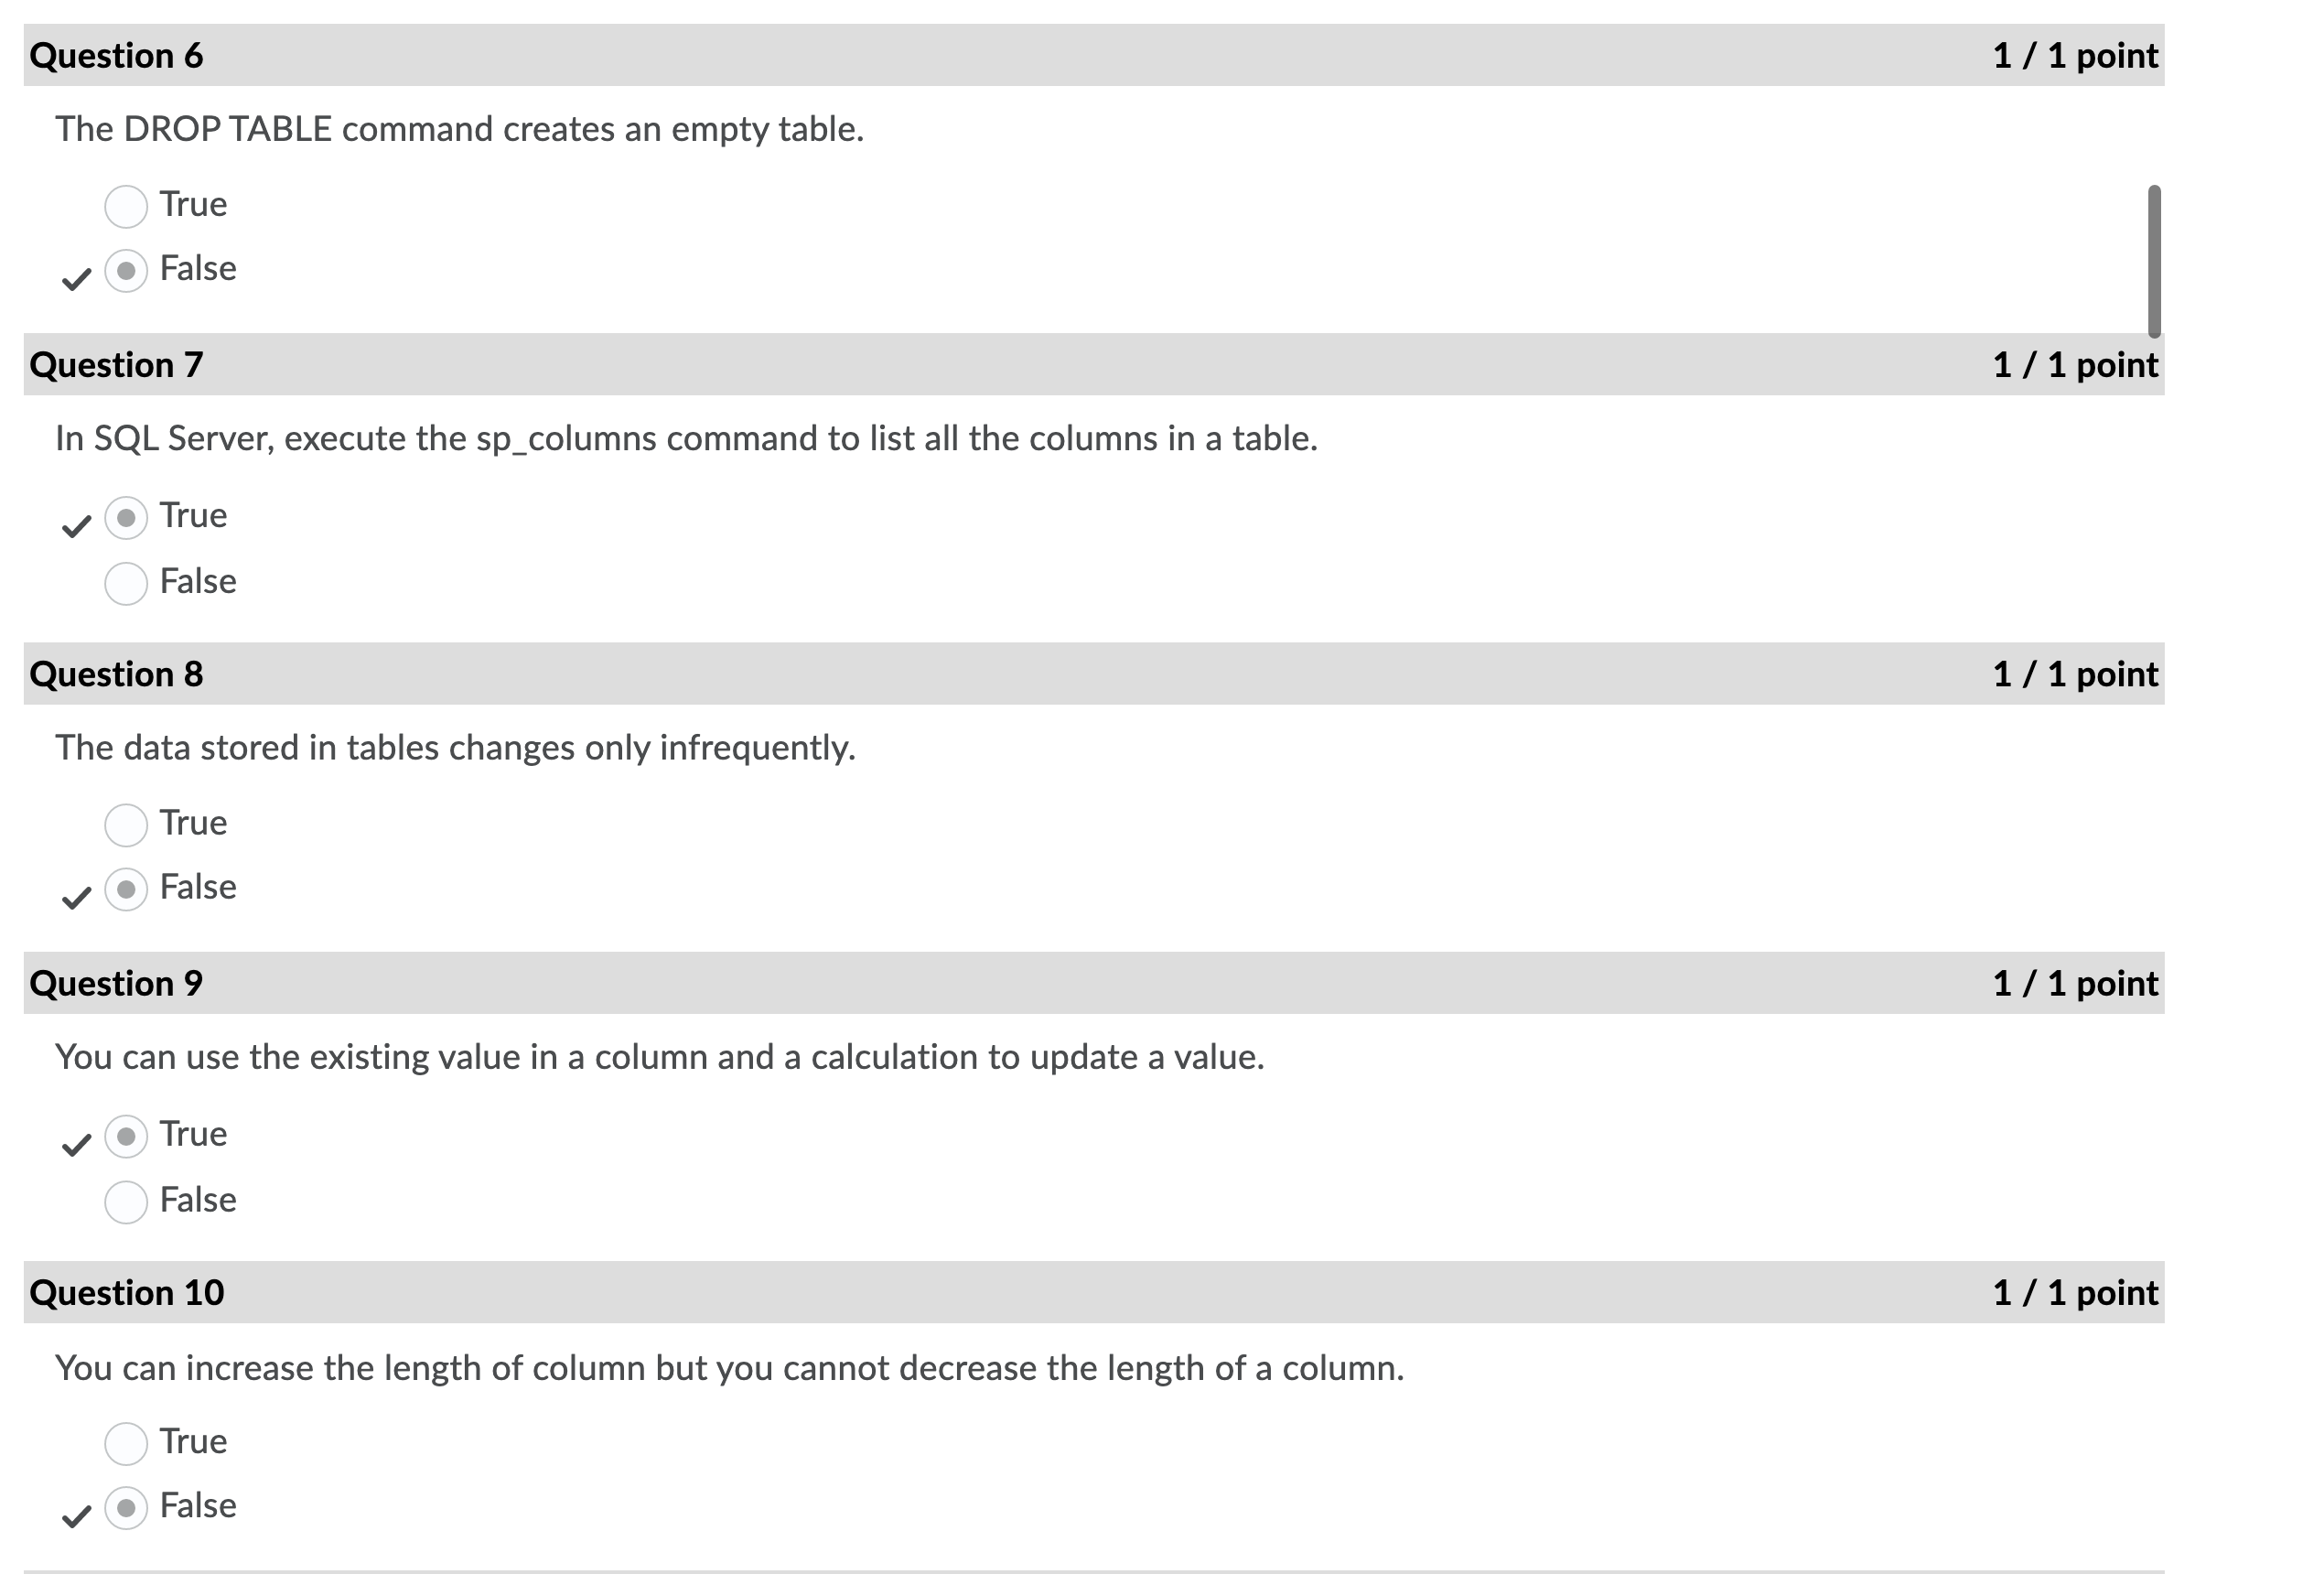 Question 6 1 / 1 point
The DROP TABLE command creates an empty table.
True
False
Question 7 1 / 1 point
In SQL Server, execute the sp_columns command to list all the columns in a table.
True
False
Question 8 1 / 1 point
The data stored in tables changes only infrequently.
True
False
Question 9 1 / 1 point
You can use the existing value in a column and a calculation to update a value.
True
False
Question 10 1 / 1 point
You can increase the length of column but you cannot decrease the length of a column.
True
False